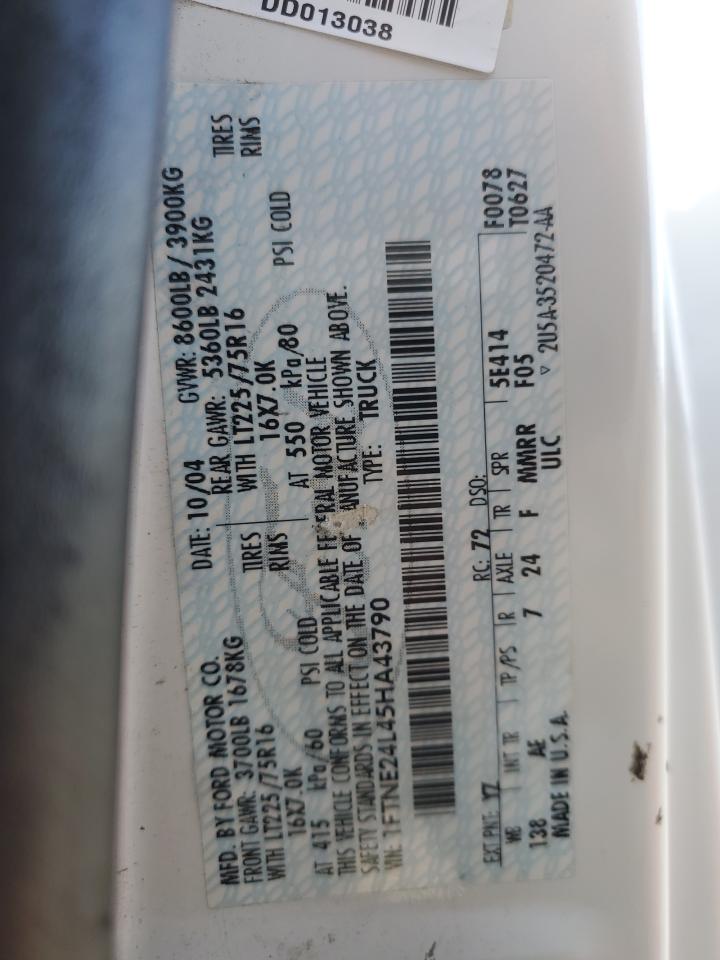 DD013038
MFD. BY FORD MOTOR CO. DATE: 10/04 GVWR: 8600LB / 3900KG
FRONT GAWR: 3700LB 1678KG REAR GAWR: 5360LB 2431KG
WITH LT225/75R16 TIRES WITH LT225/75R16 TIRES
16X7.0K RIMS 16X7.0K RIMS
AT 415 kPa/60 PSI COLD AT 550 kPa/80 PSI COLD
THIS VEHICLE CONFORMS TO ALL APPLICABLE FEDERAL MOTOR VEHICLE
SAFETY STANDARDS IN EFFECT ON THE DATE OF MANUFACTURE SHOWN ABOVE.
VIN: 1FTNE24L45HA43790 TYPE: TRUCK
EXT PNT: YZ RC: 72 DSO: F0078
WB INT TR TP/PS R AXLE TR SPR 5E414 T0627
138 AE 7 24 F MMRR F05
MADE IN U.S.A. ULC ▽ 2U5A-3520472-AA